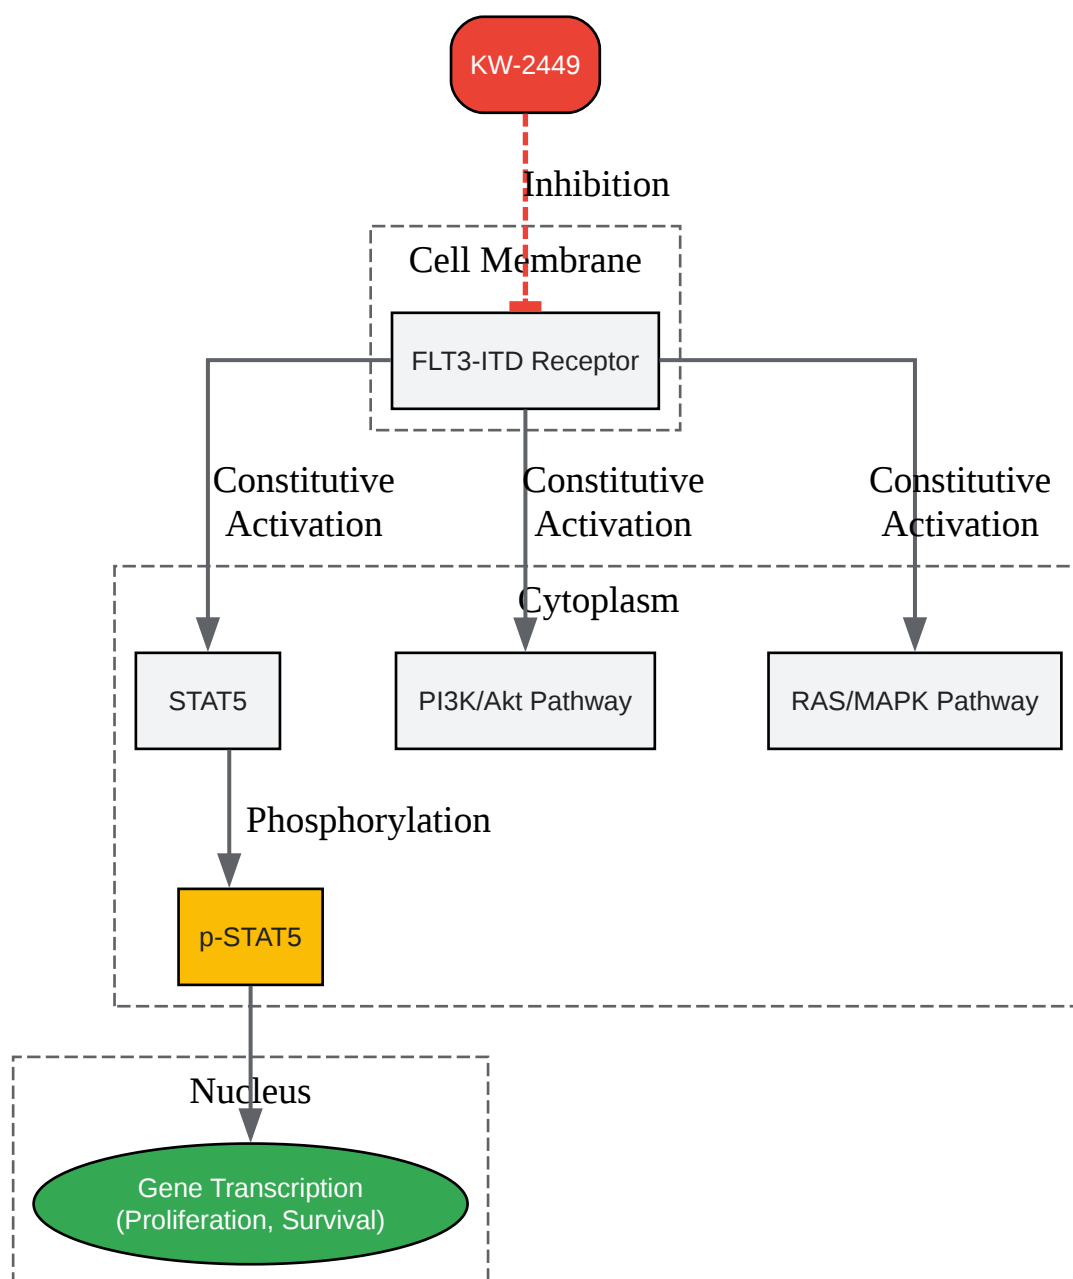 KW-2449
Inhibition
Cell Membrane
FLT3-ITD Receptor
Constitutive
Activation
Constitutive
Activation
Constitutive
Activation
Cytoplasm
STAT5
PI3K/Akt Pathway
RAS/MAPK Pathway
Phosphorylation
p-STAT5
Nucleus
Gene Transcription
(Proliferation, Survival)